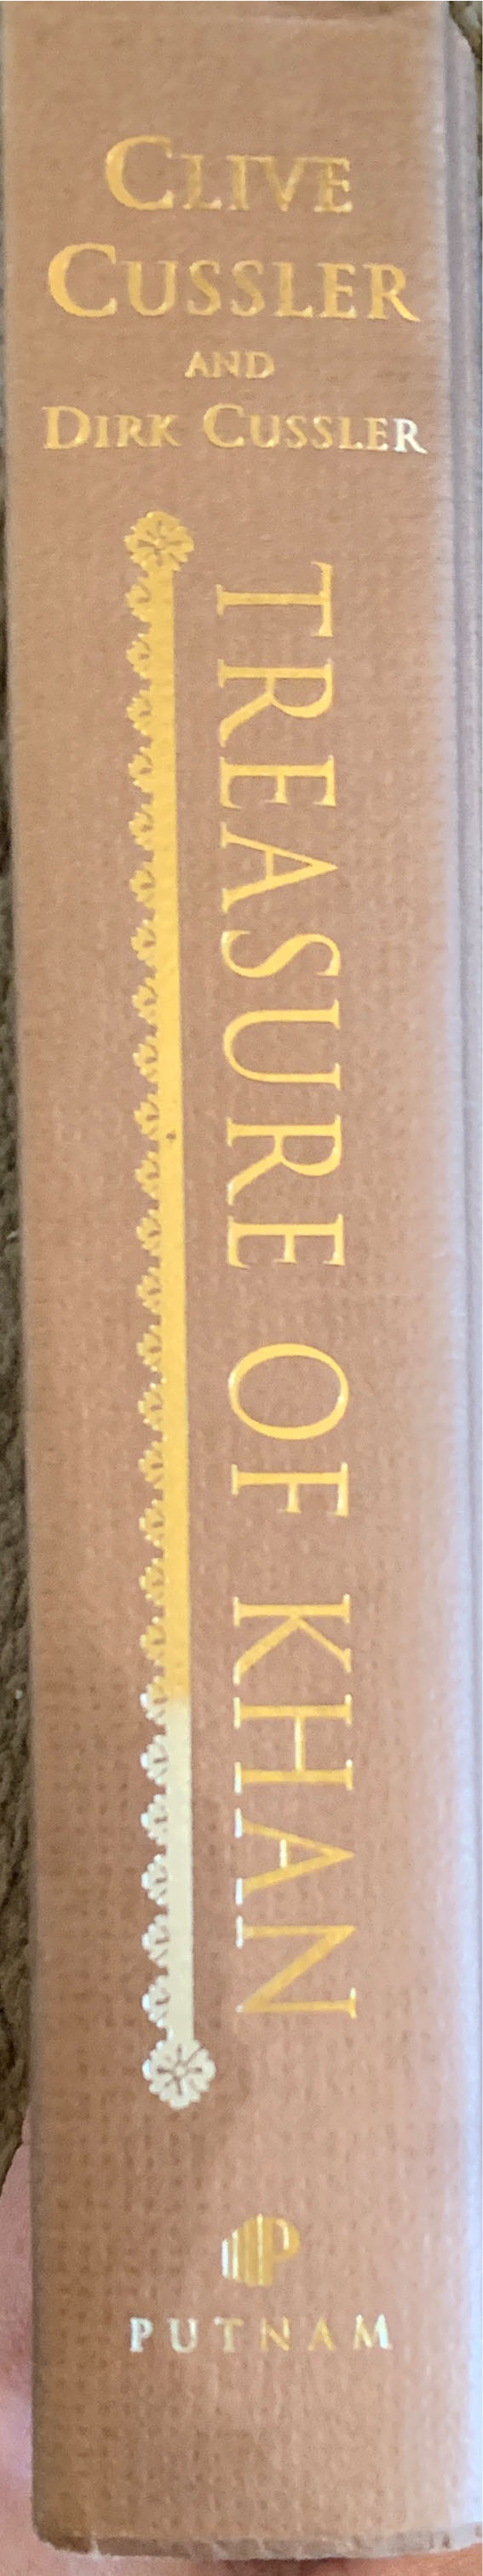 CLIVE
CUSSLER
AND
DIRK CUSSLER
TREASURE OF KHAN
P
PUTNAM